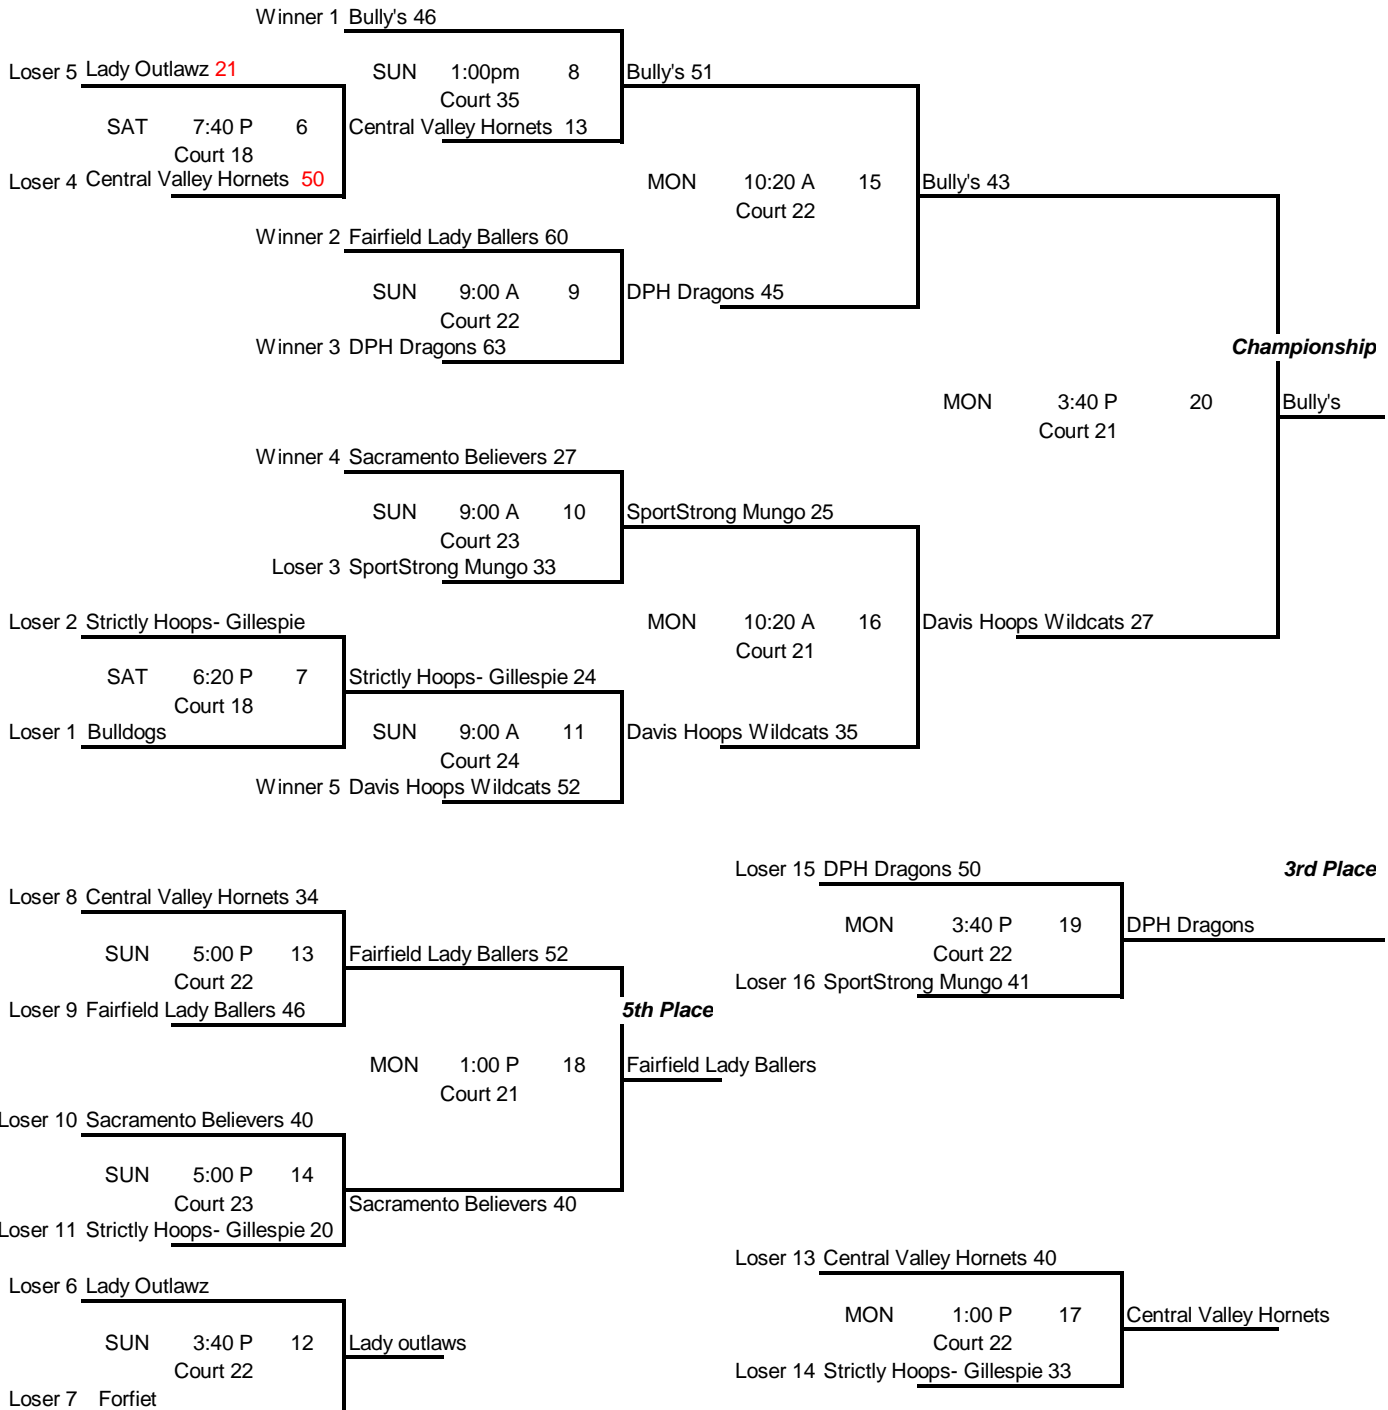 Winner 1 Bully's 46
Loser 5 Lady Outlawz 21
SUN 1:00pm 8
Bully's 51
Court 35
SAT 7:40 P 6
Central Valley Hornets 13
Court 18
Loser 4 Central Valley Hornets 50
MON 10:20 A 15
Bully's 43
Court 22
Winner 2 Fairfield Lady Ballers 60
SUN 9:00 A 9
DPH Dragons 45
Court 22
Winner 3 DPH Dragons 63
Championship
MON 3:40 P 20
Bully's
Court 21
Winner 4 Sacramento Believers 27
SUN 9:00 A 10
SportStrong Mungo 25
Court 23
Loser 3 SportStrong Mungo 33
Loser 2 Strictly Hoops- Gillespie
MON 10:20 A 16
Davis Hoops Wildcats 27
Court 21
SAT 6:20 P 7
Strictly Hoops- Gillespie 24
Court 18
Loser 1 Bulldogs
SUN 9:00 A 11
Davis Hoops Wildcats 35
Court 24
Winner 5 Davis Hoops Wildcats 52
Loser 15 DPH Dragons 50
3rd Place
Loser 8 Central Valley Hornets 34
MON 3:40 P 19
DPH Dragons
Court 22
SUN 5:00 P 13
Fairfield Lady Ballers 52
Court 22
Loser 16 SportStrong Mungo 41
Loser 9 Fairfield Lady Ballers 46
5th Place
MON 1:00 P 18
Fairfield Lady Ballers
Court 21
Loser 10 Sacramento Believers 40
SUN 5:00 P 14
Court 23
Sacramento Believers 40
Loser 11 Strictly Hoops- Gillespie 20
Loser 13 Central Valley Hornets 40
Loser 6 Lady Outlawz
MON 1:00 P 17
Central Valley Hornets
Court 22
SUN 3:40 P 12
Lady outlaws
Court 22
Loser 14 Strictly Hoops- Gillespie 33
Loser 7 Forfiet